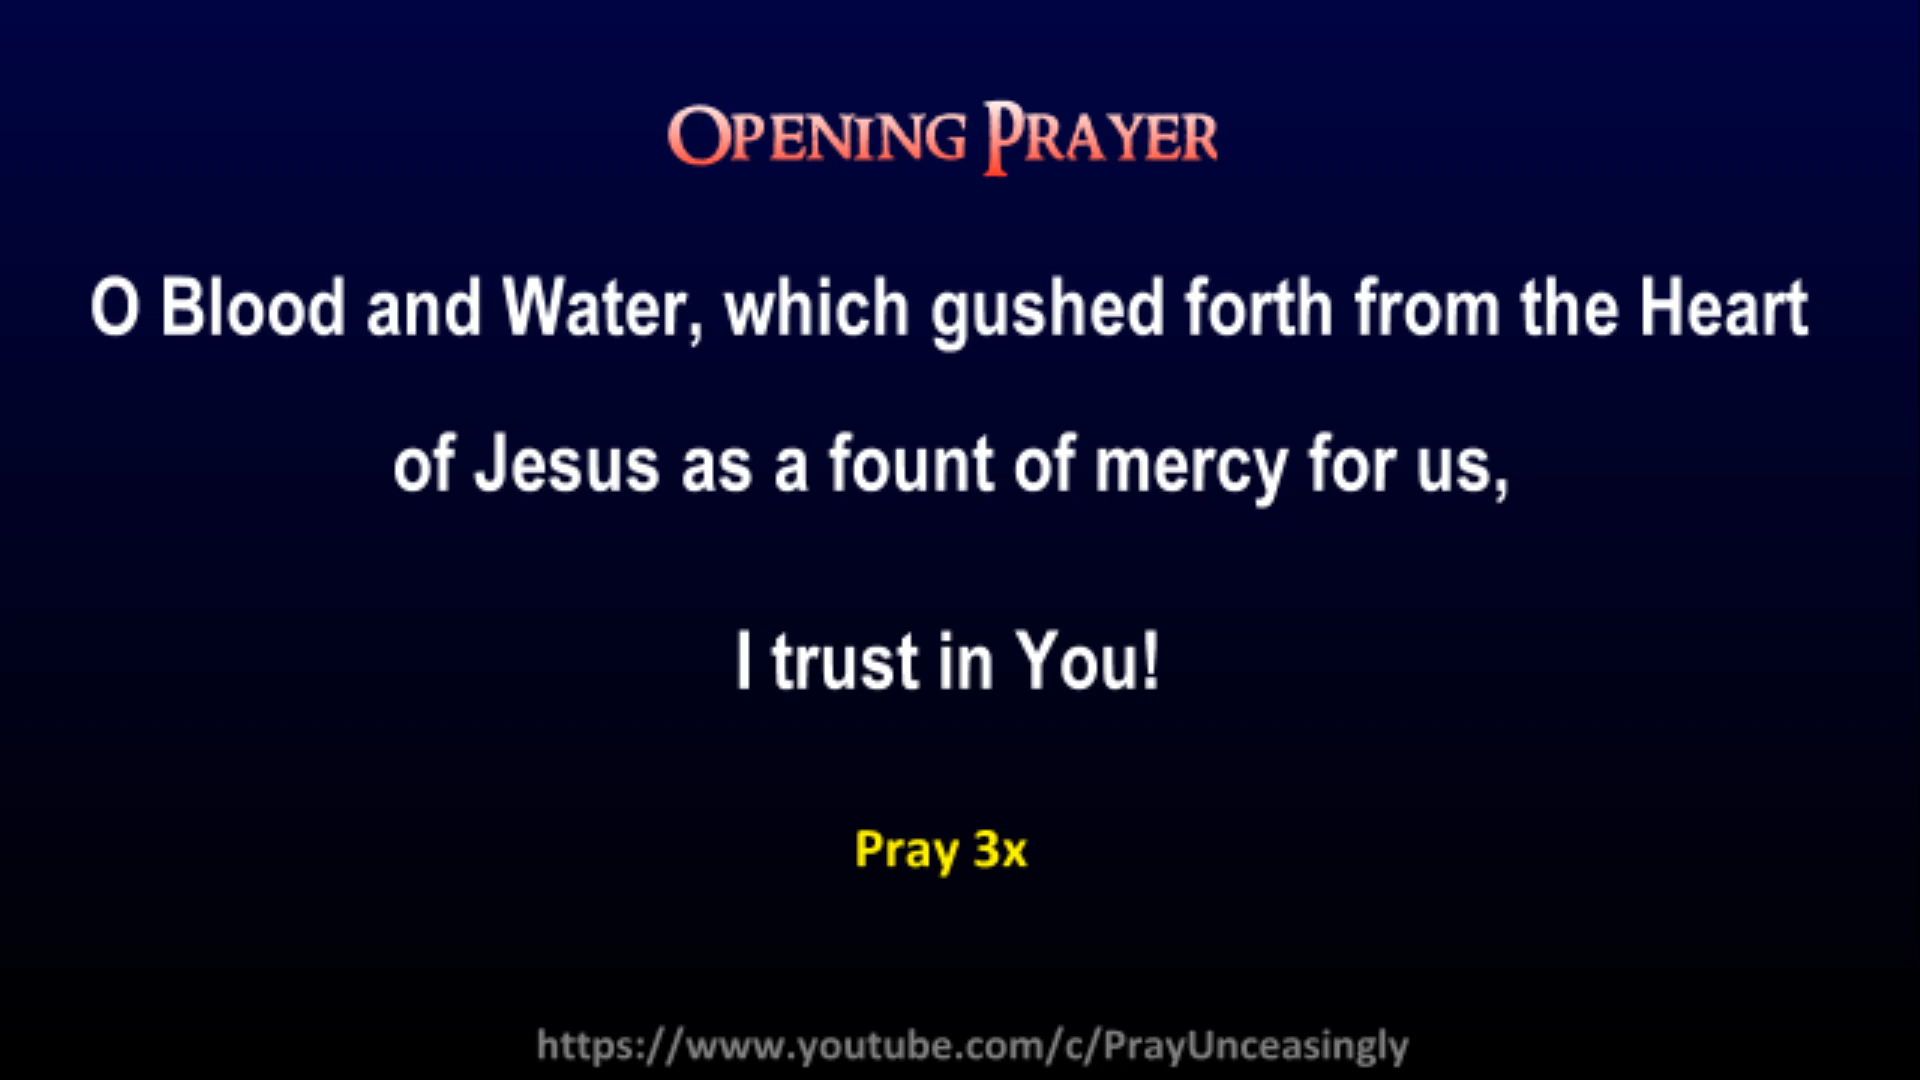 OPENING PRAYER
O Blood and Water, which gushed forth from the Heart
of Jesus as a fount of mercy for us,
I trust in You!
Pray 3x
https://www.youtube.com/c/PrayUnceasingly